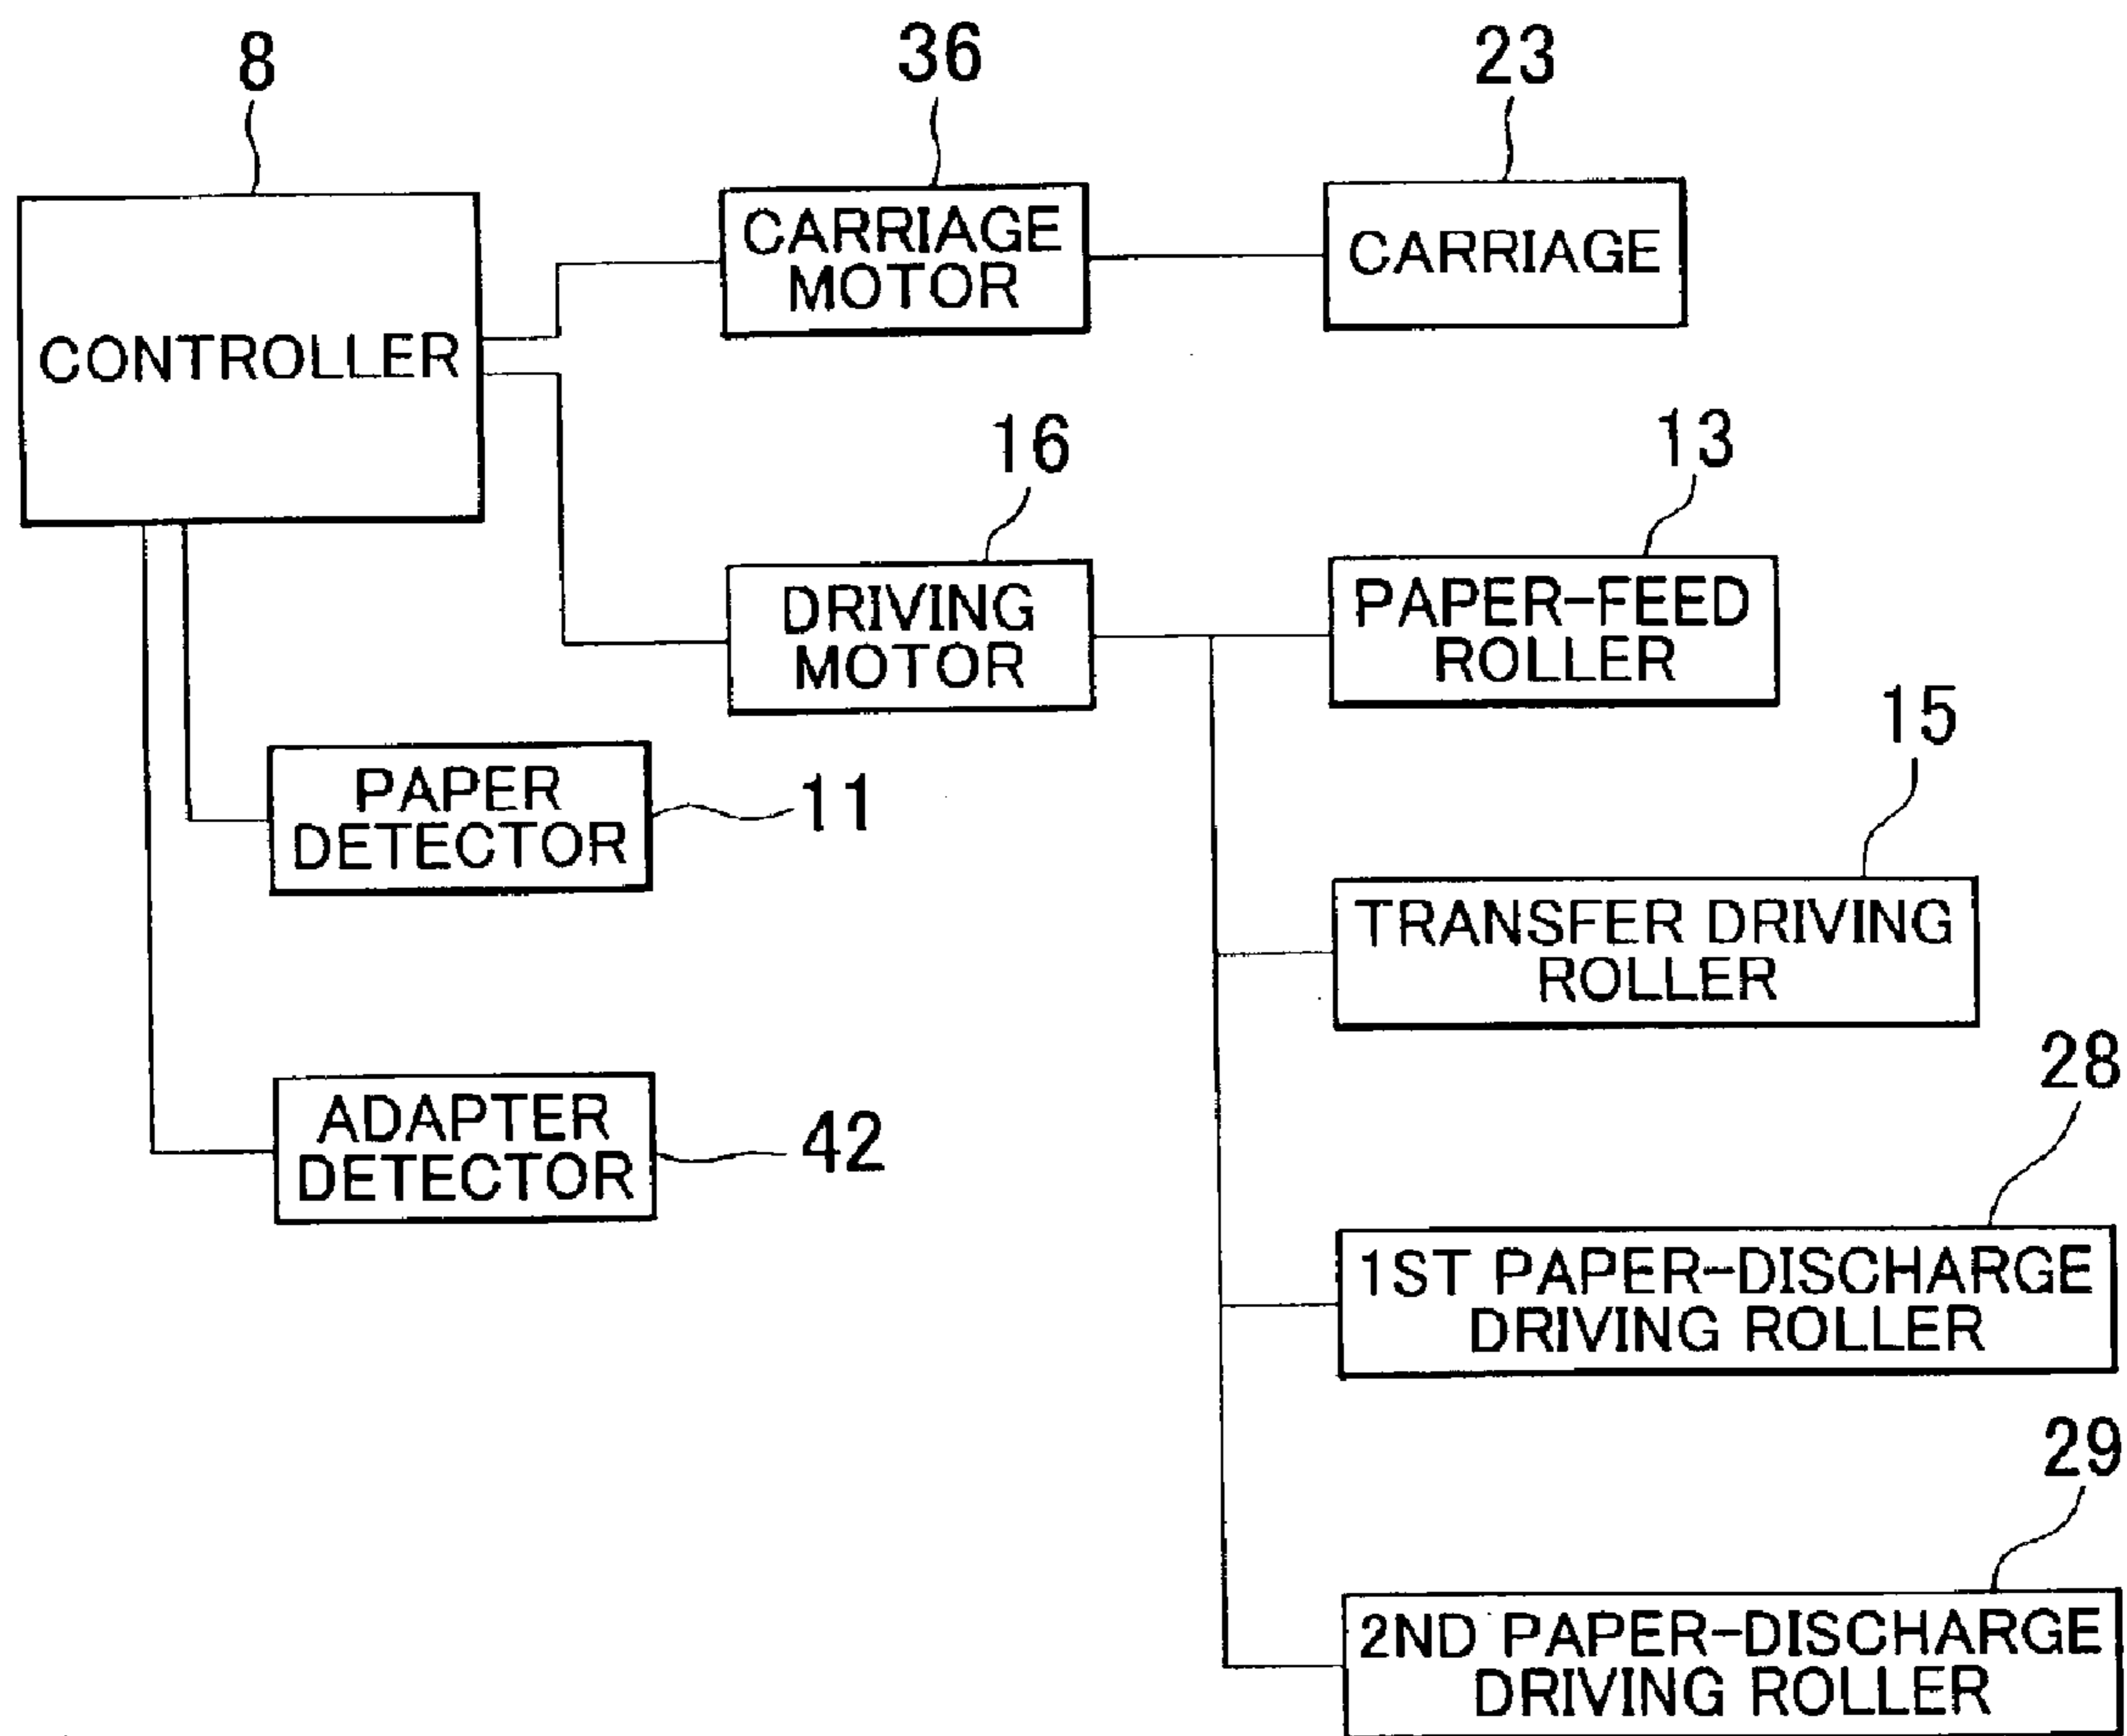 8
36
23
CONTROLLER
CARRIAGE
MOTOR
CARRIAGE
16
13
DRIVING
MOTOR
PAPER-FEED
ROLLER
PAPER
DETECTOR
11
15
TRANSFER DRIVING
ROLLER
ADAPTER
DETECTOR
42
28
1ST PAPER-DISCHARGE
DRIVING ROLLER
29
2ND PAPER-DISCHARGE
DRIVING ROLLER